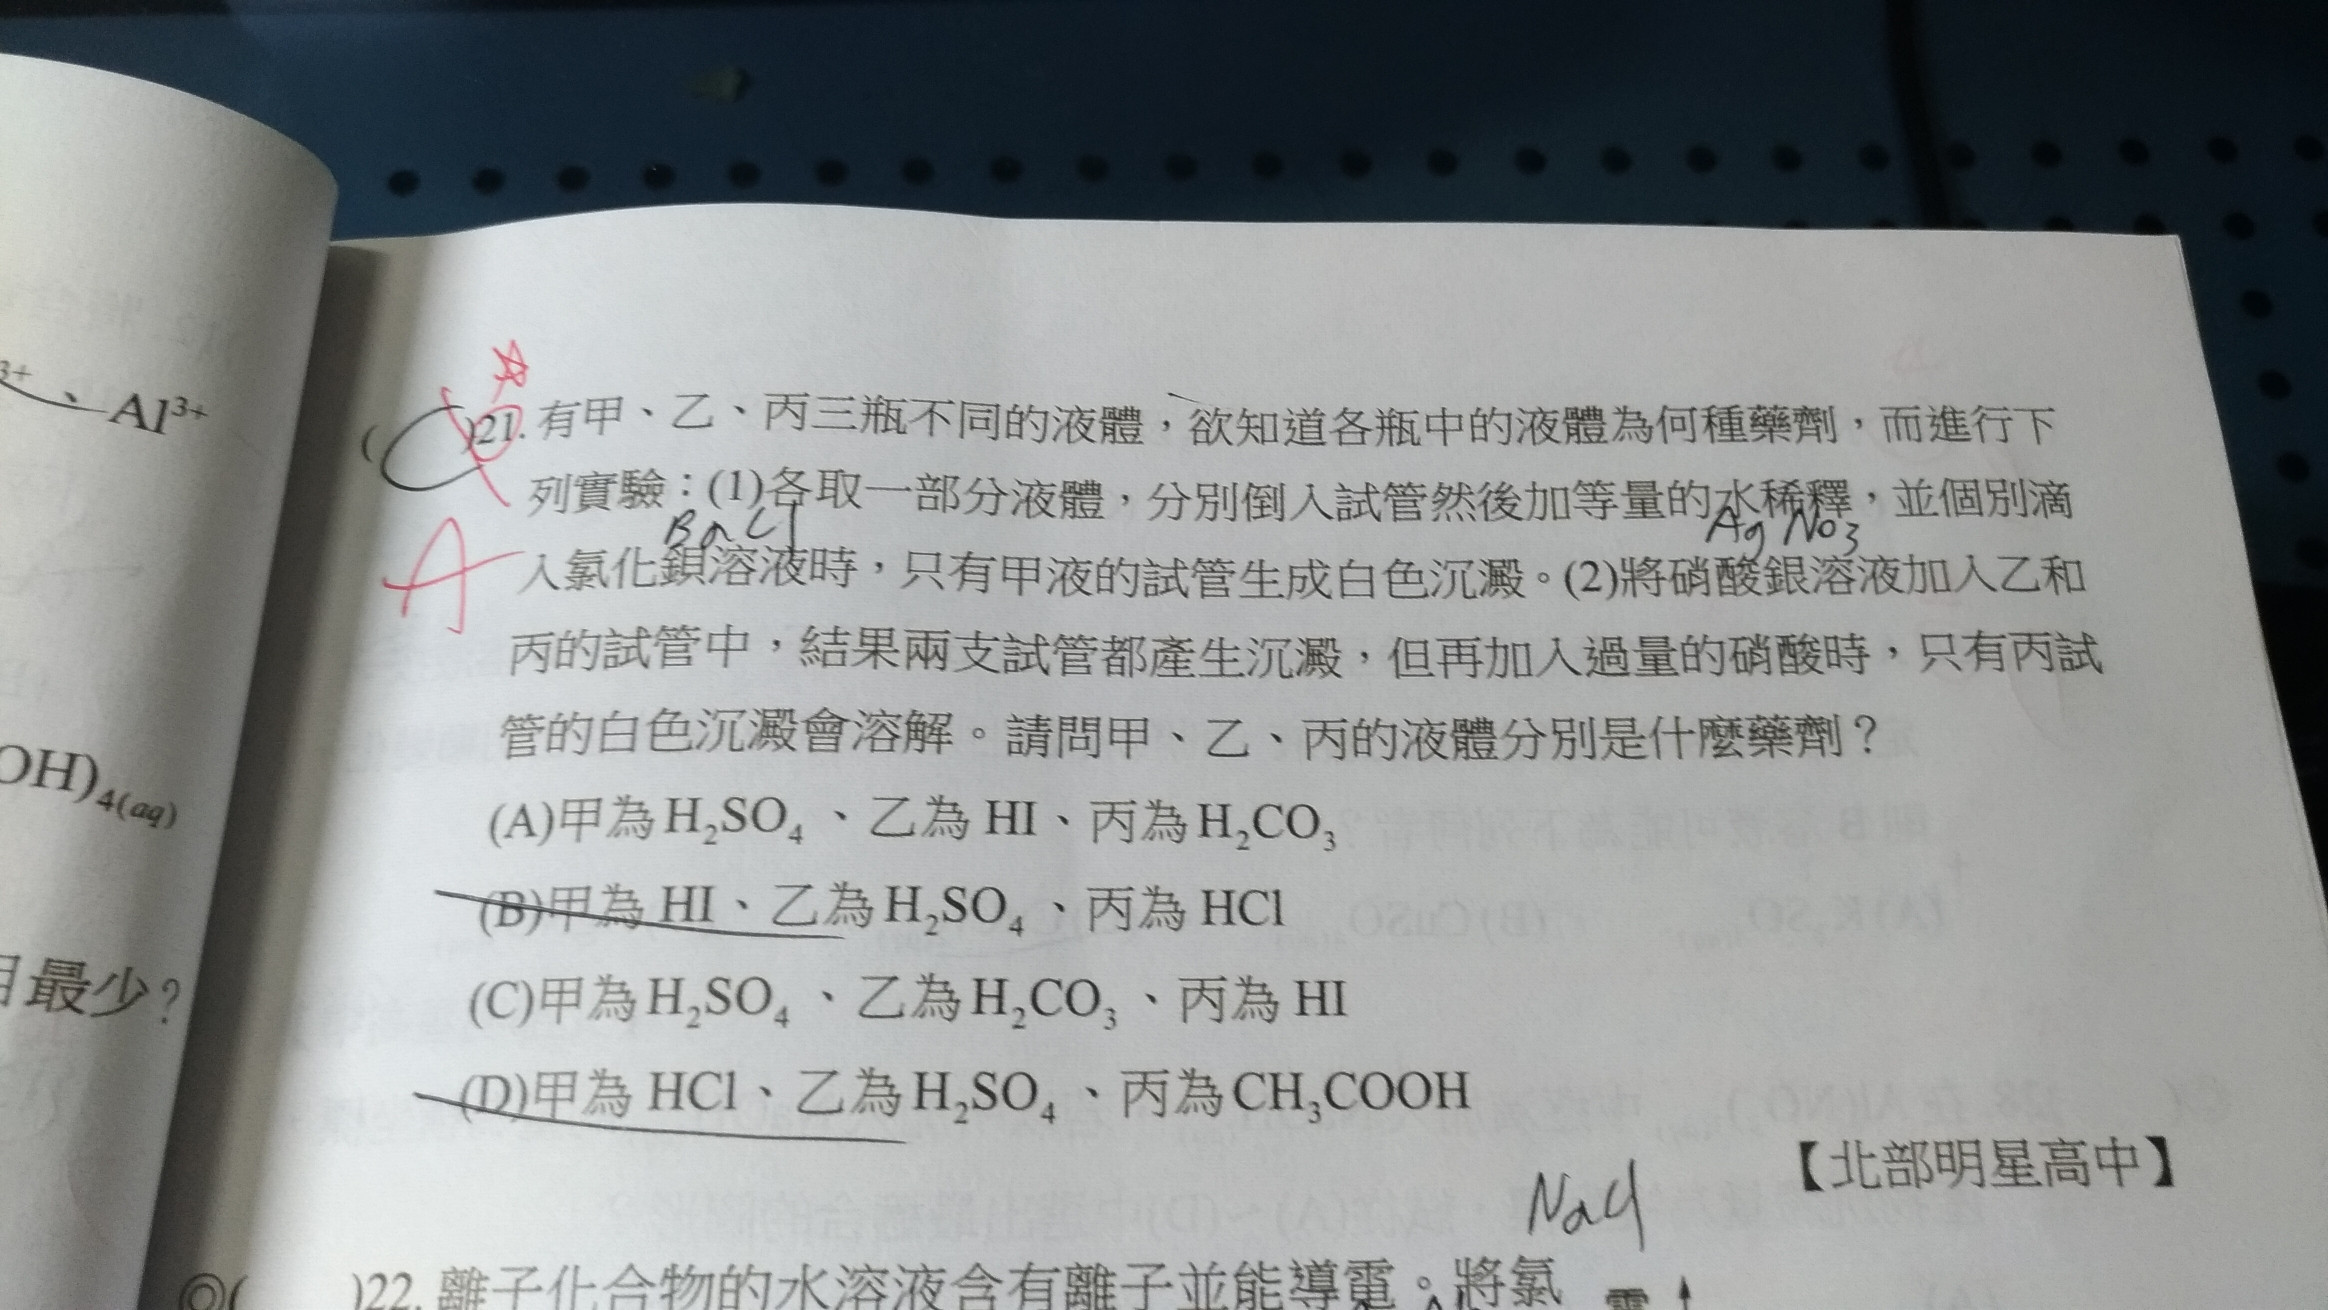 3+
、Al³⁺
OH)₄₍aq₎
最少?
( C )21. 有甲、乙、丙三瓶不同的液體，欲知道各瓶中的液體為何種藥劑，而進行下
列實驗：(1)各取一部分液體，分別倒入試管然後加等量的水稀釋，並個別滴
BaCl
AgNO3
A
入氯化鋇溶液時，只有甲液的試管生成白色沉澱。(2)將硝酸銀溶液加入乙和
丙的試管中，結果兩支試管都產生沉澱，但再加入過量的硝酸時，只有丙試
管的白色沉澱會溶解。請問甲、乙、丙的液體分別是什麼藥劑？
(A)甲為H₂SO₄、乙為 HI、丙為H₂CO₃
(B)甲為 HI、乙為H₂SO₄、丙為 HCl
(C)甲為H₂SO₄、乙為H₂CO₃、丙為 HI
(D)甲為 HCl、乙為H₂SO₄、丙為CH₃COOH
【北部明星高中】
NaCl
◎( )22. 離子化合物的水溶液含有離子並能導電。將氯